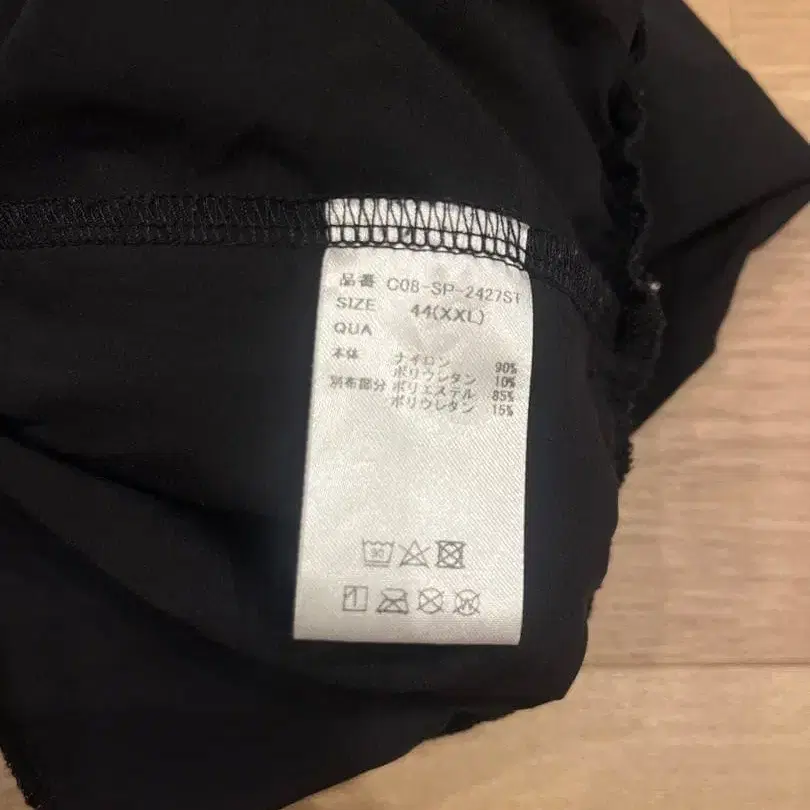 品番 C08-SP-2427ST
SIZE 44(XXL)
QUA
本体 ナイロン 90%
ポリウレタン 10%
別布部分 ポリエステル 85%
ポリウレタン 15%
30